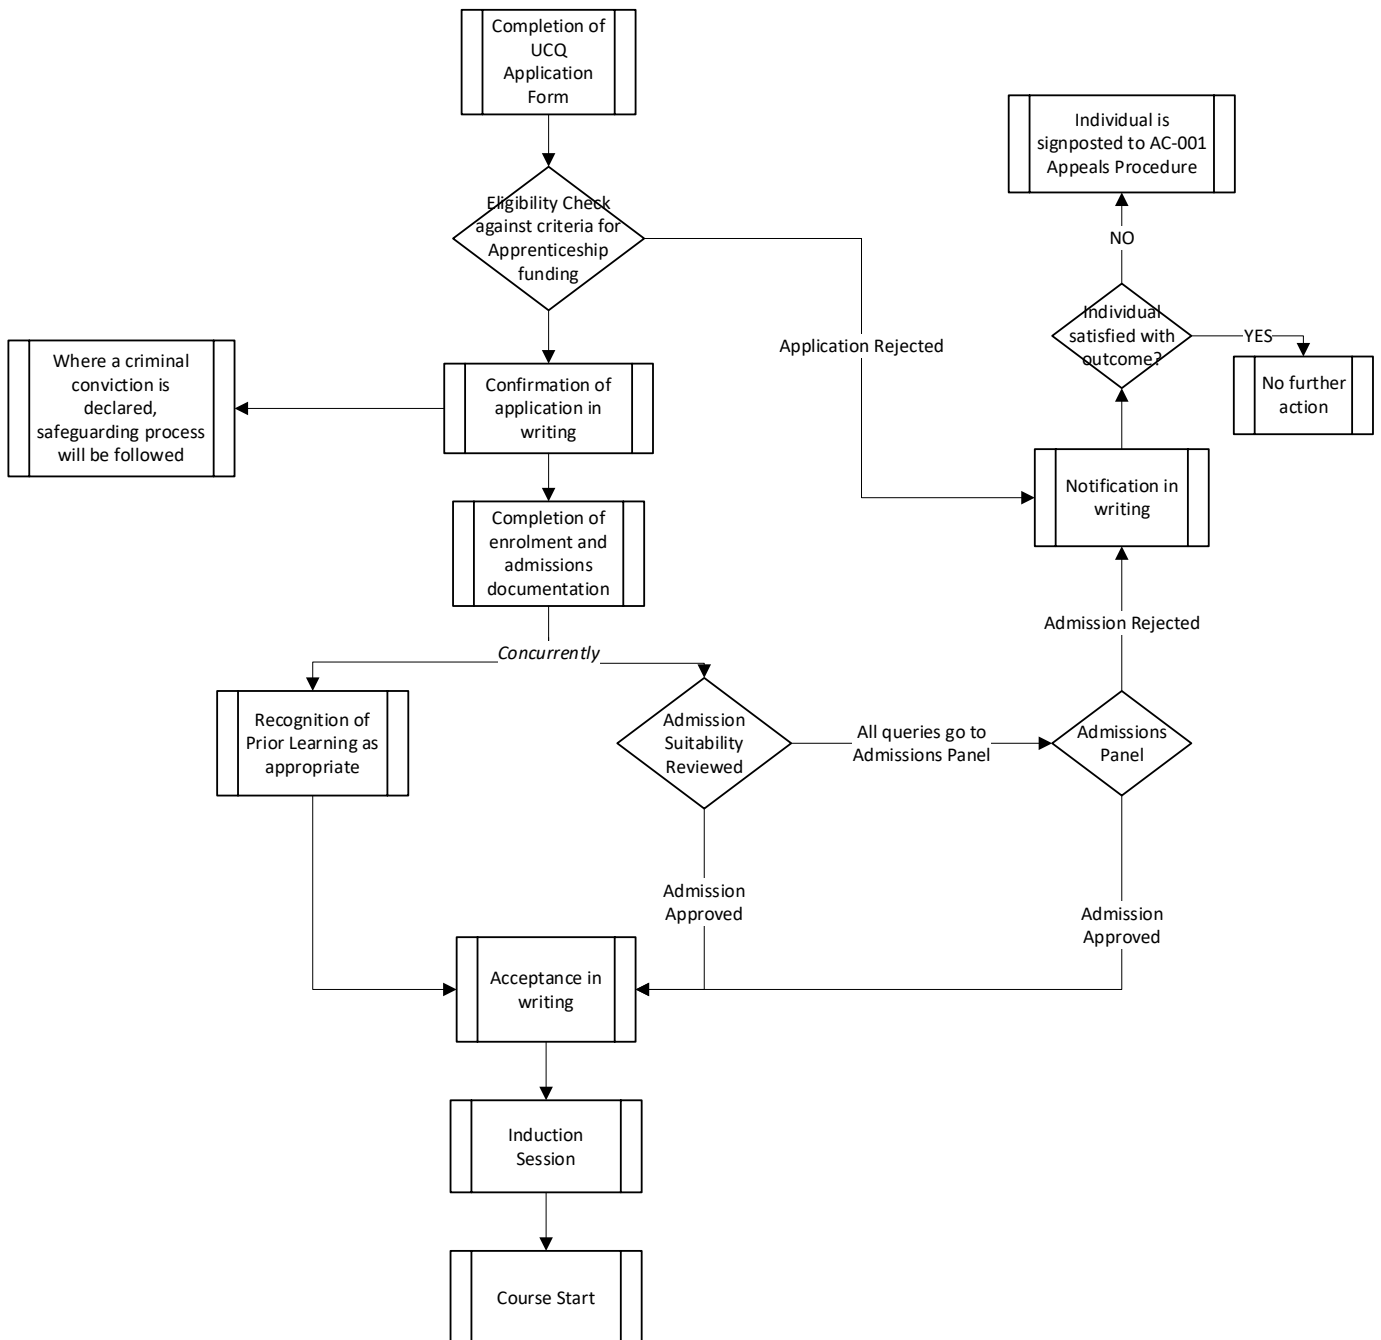 Completion of
UCQ
Application
Form
Individual is
signposted to AC-001
Appeals Procedure
Eligibility Check
against criteria for
Apprenticeship
funding
NO
Individual
satisfied with
outcome?
YES
No further
action
Application Rejected
Where a criminal
conviction is
declared,
safeguarding process
will be followed
Confirmation of
application in
writing
Notification in
writing
Completion of
enrolment and
admissions
documentation
Admission Rejected
Concurrently
Recognition of
Prior Learning as
appropriate
Admission
Suitability
Reviewed
All queries go to
Admissions Panel
Admissions
Panel
Admission
Approved
Admission
Approved
Acceptance in
writing
Induction
Session
Course Start